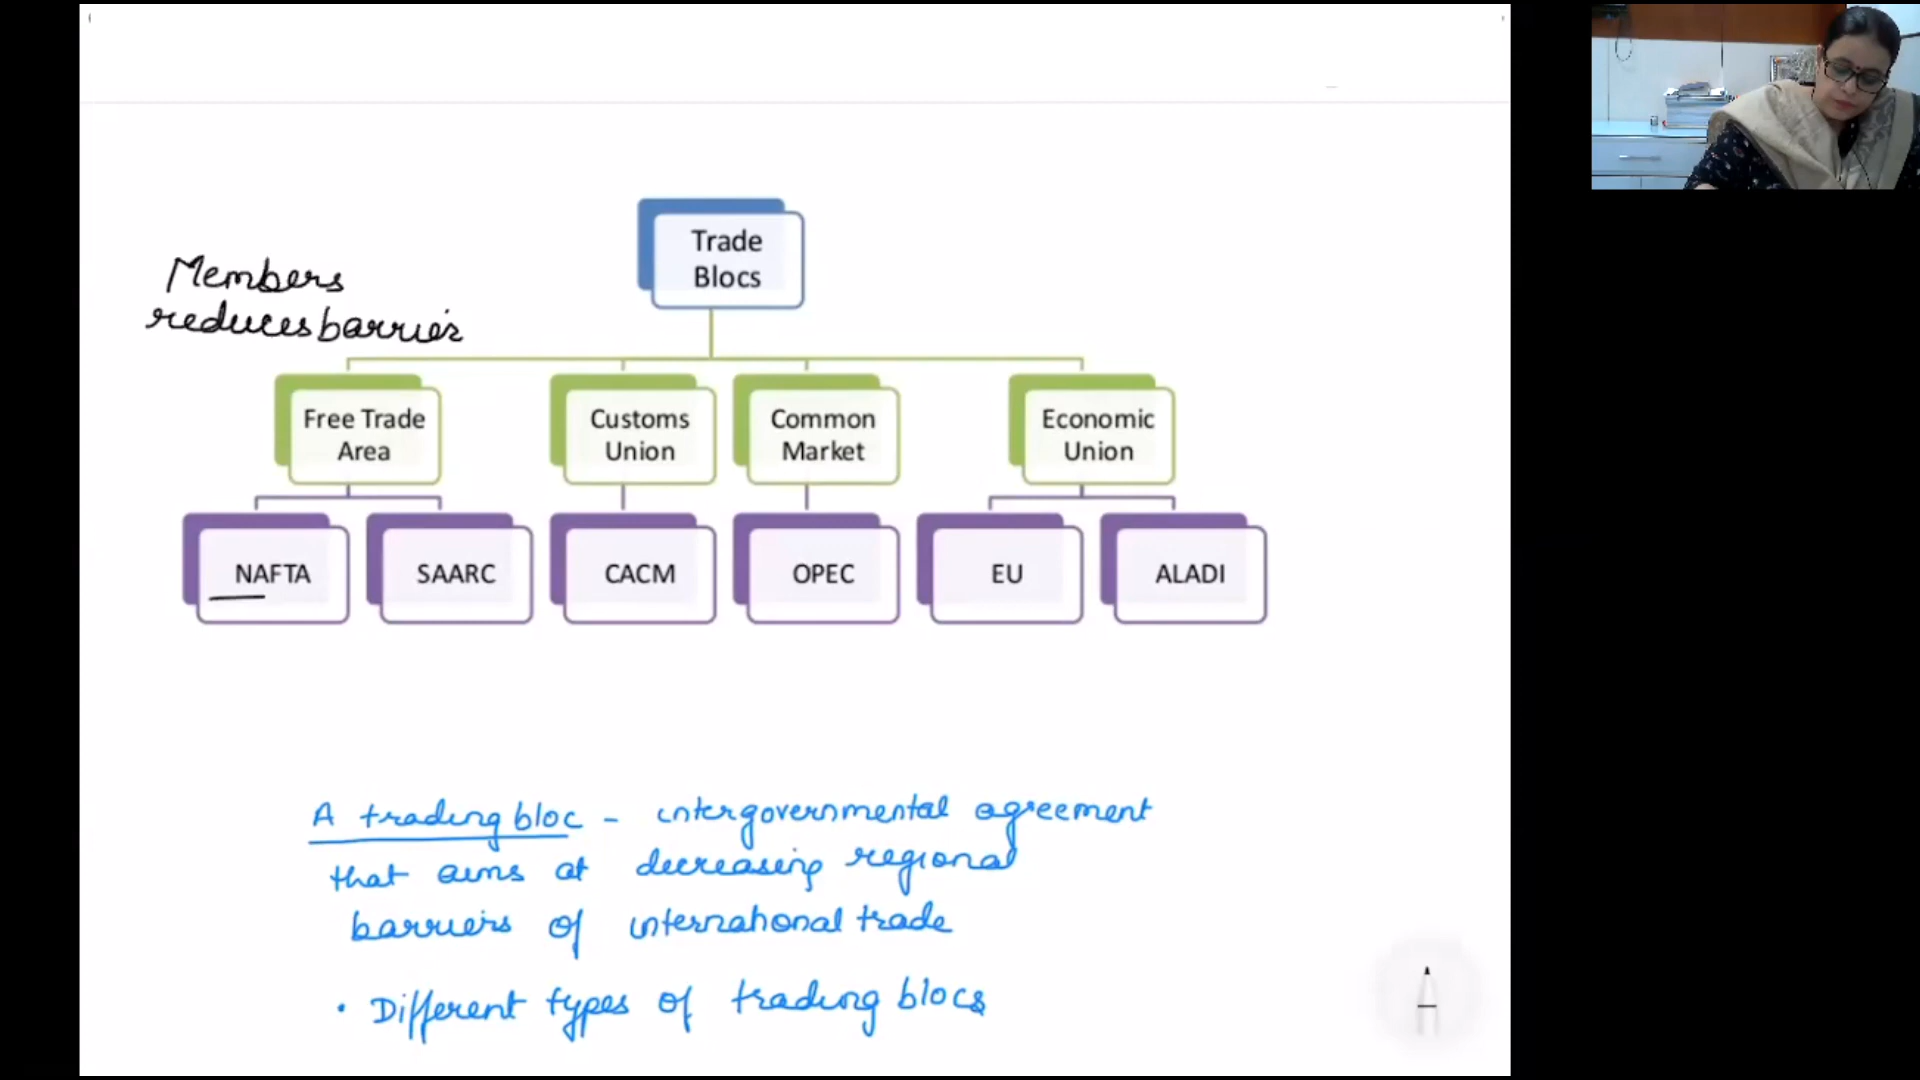 Trade
Blocs
Members
reduces barriers
Free Trade
Area
Customs
Union
Common
Market
Economic
Union
NAFTA
SAARC
CACM
OPEC
EU
ALADI
A trading bloc - intergovernmental agreement
that aims at decreasing regional
barriers of international trade
• Different types of trading blocs